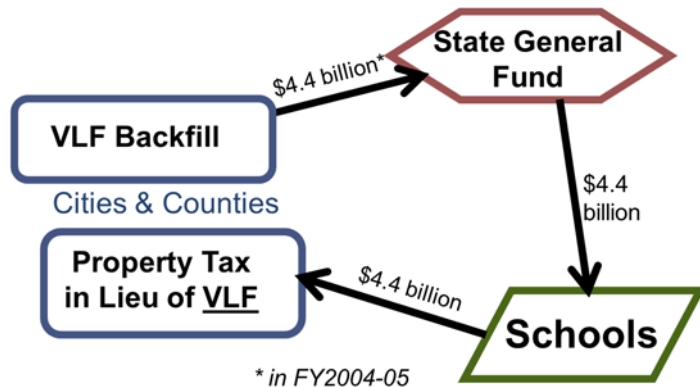 State General
Fund
$4.4 billion*
VLF Backfill
Cities & Counties
$4.4
billion
Property Tax
in Lieu of VLF
$4.4 billion
Schools
* in FY2004-05